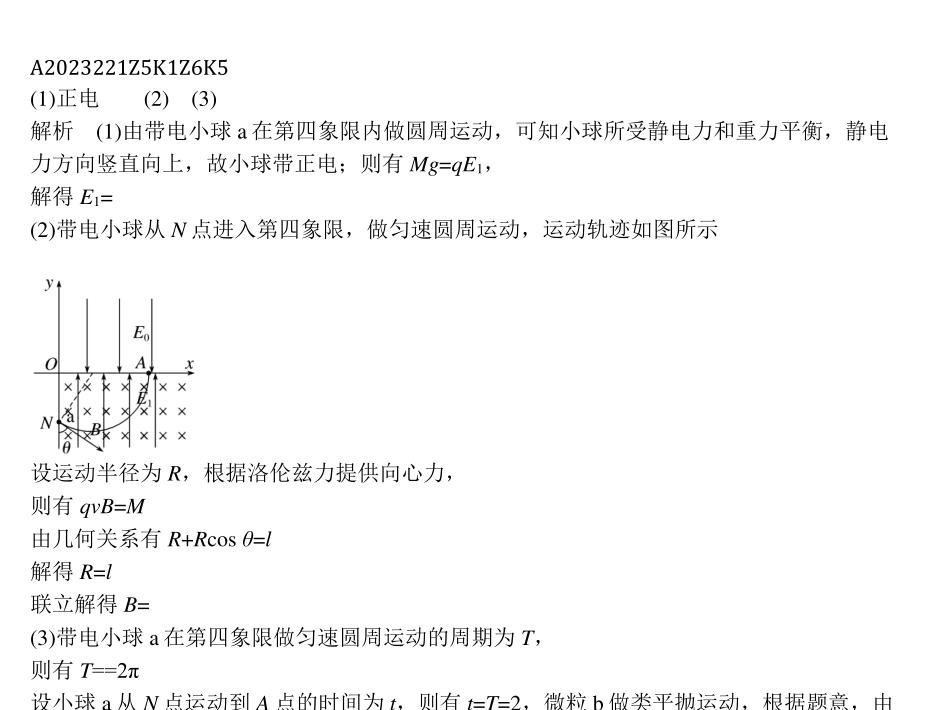 A2023221Z5K1Z6K5
(1)正电 (2) (3)
解析 (1)由带电小球 a 在第四象限内做圆周运动，可知小球所受静电力和重力平衡，静电
力方向竖直向上，故小球带正电；则有 Mg=qE1，
解得 E1=
(2)带电小球从 N 点进入第四象限，做匀速圆周运动，运动轨迹如图所示
y
E0
O A x
E1
N a
B
θ
设运动半径为 R，根据洛伦兹力提供向心力，
则有 qvB=M
由几何关系有 R+Rcos θ=l
解得 R=l
联立解得 B=
(3)带电小球 a 在第四象限做匀速圆周运动的周期为 T，
则有 T==2π
设小球 a 从 N 点运动到 A 点的时间为 t，则有 t=T=2，微粒 b 做类平抛运动，根据题意，由